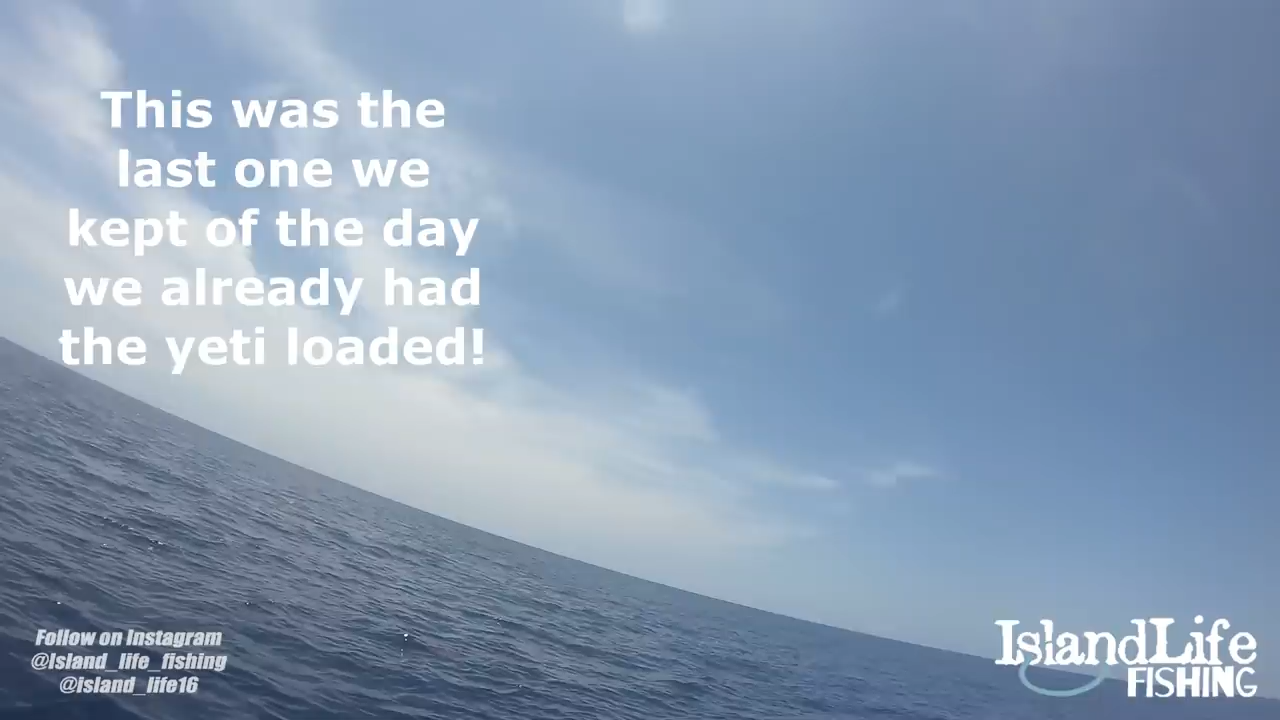 This was the
last one we
kept of the day
we already had
the yeti loaded!
Follow on Instagram
@Island_life_fishing
@island_life16
IslandLife
FISHING